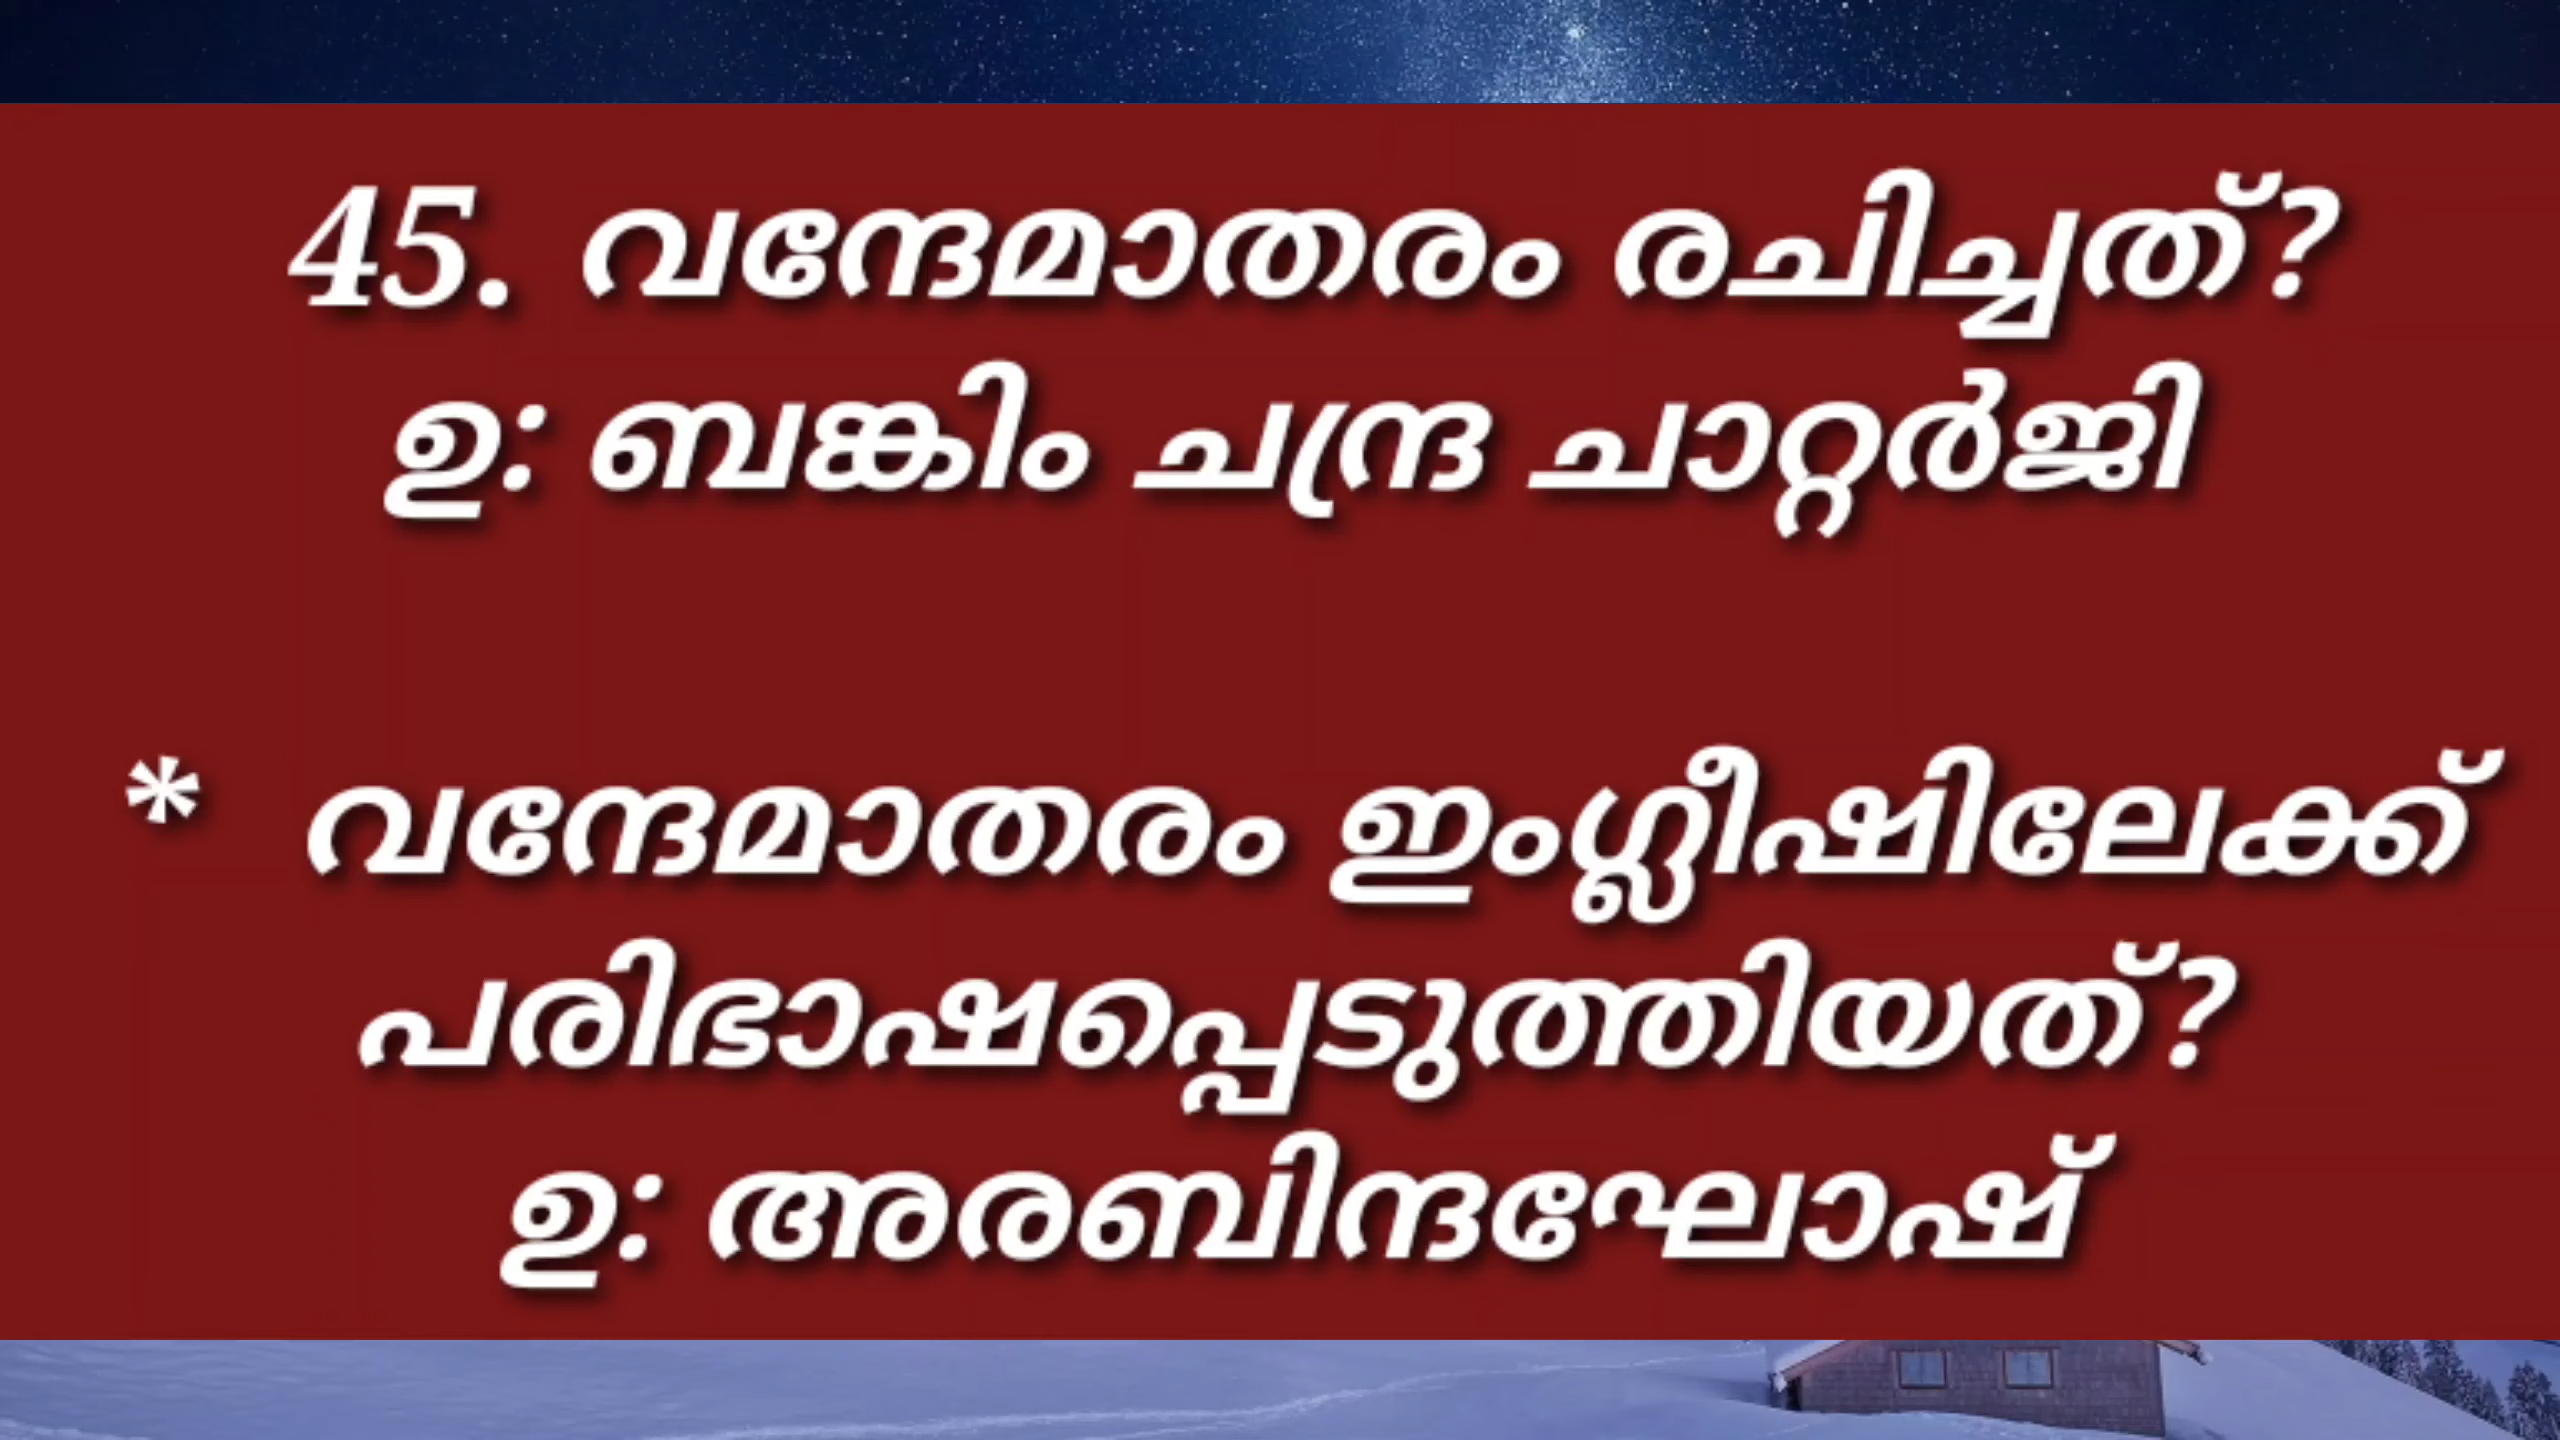 45. വന്ദേമാതരം രചിച്ചത്?
ഉ: ബങ്കിം ചന്ദ്ര ചാറ്റർജി
* വന്ദേമാതരം ഇംഗ്ലീഷിലേക്ക്
പരിഭാഷപ്പെടുത്തിയത്?
ഉ: അരബിന്ദഘോഷ്